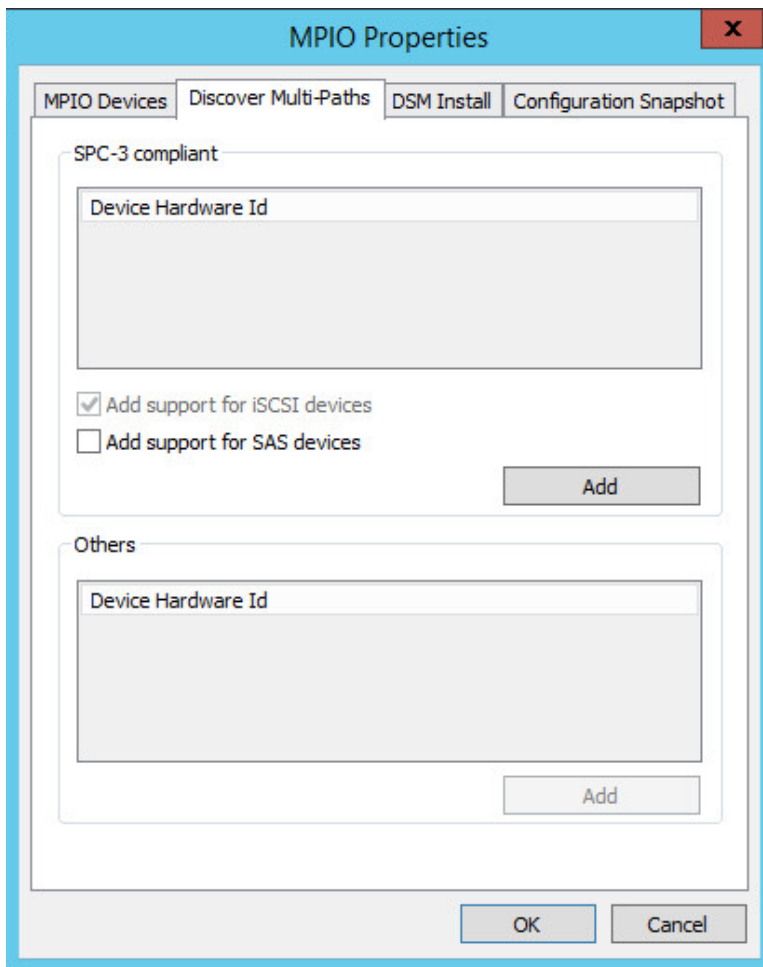 MPIO Properties
x
MPIO Devices Discover Multi-Paths DSM Install Configuration Snapshot
SPC-3 compliant
Device Hardware Id
Add support for iSCSI devices
Add support for SAS devices
Add
Others
Device Hardware Id
Add
OK Cancel